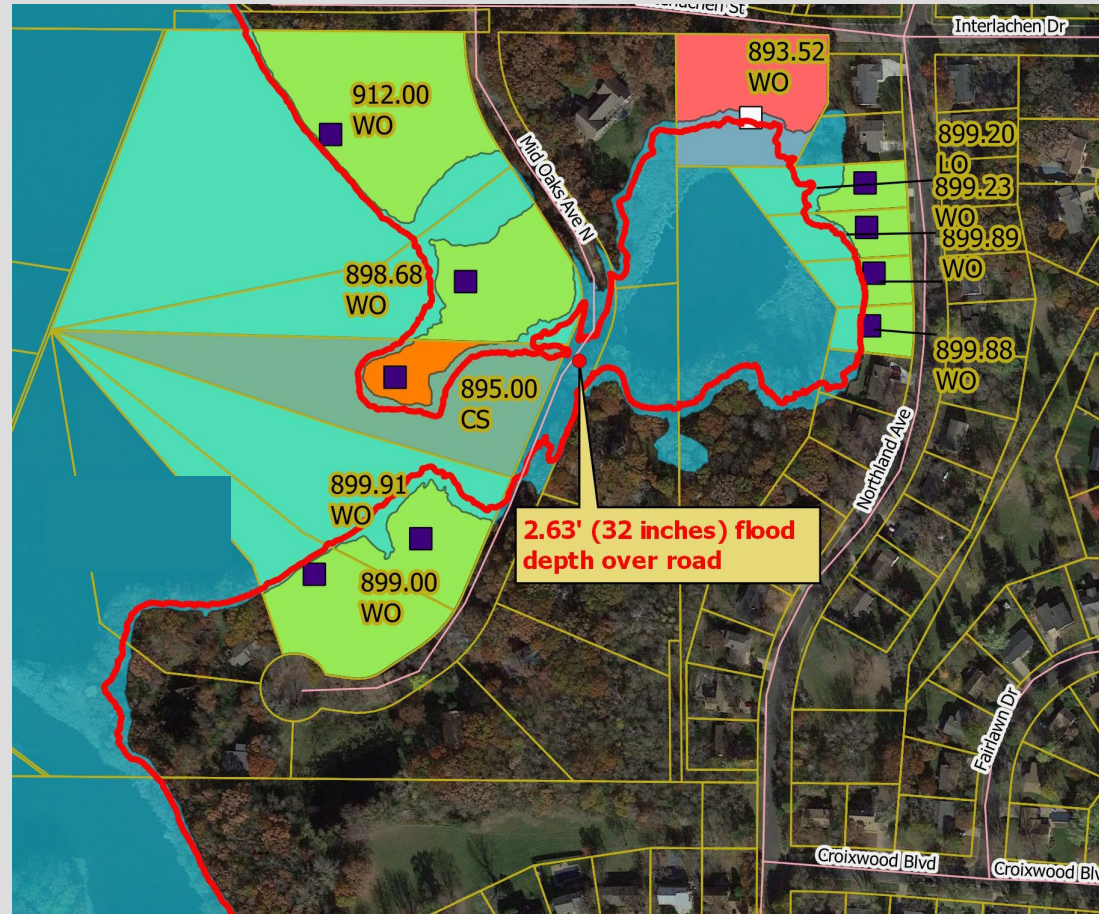 Interlachen Dr
893.52
WO
912.00
WO
Mid Oaks Ave N
899.20
LO
899.23
WO
899.89
WO
898.68
WO
899.88
WO
895.00
CS
899.91
WO
Northland Ave
2.63' (32 inches) flood
depth over road
899.00
WO
Fairlawn Dr
Croixwood Blvd
Croixwood Blv